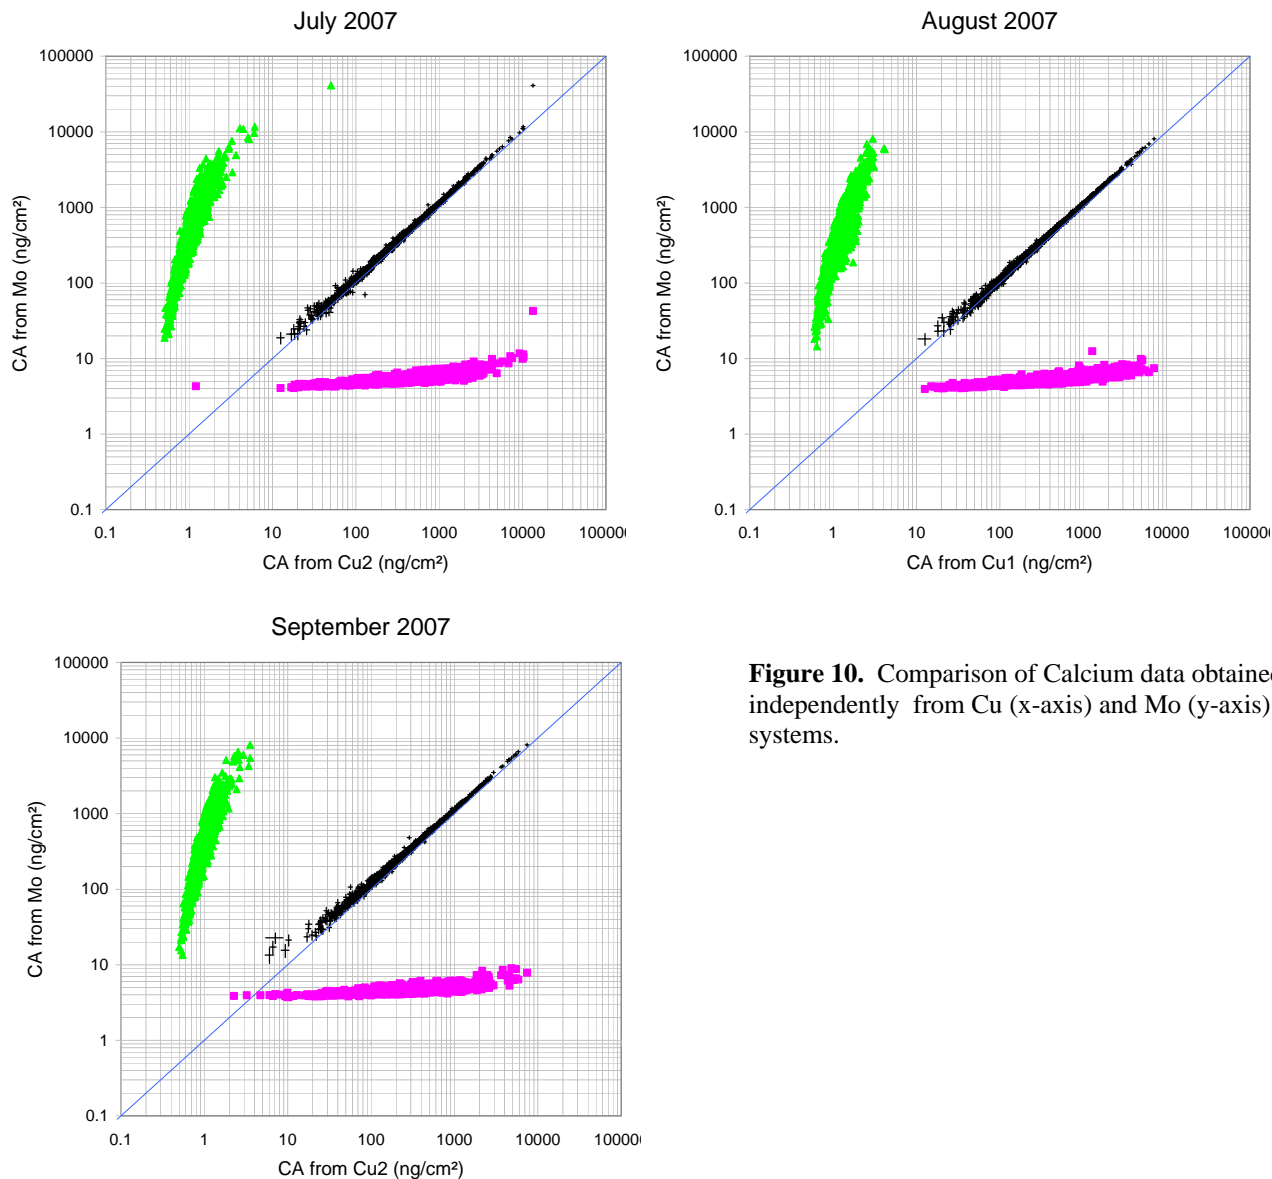 July 2007
100000
10000
1000
100
10
1
0.1
CA from Mo (ng/cm²)
0.1 1 10 100 1000 10000 100000
CA from Cu2 (ng/cm²)
August 2007
100000
10000
1000
100
10
1
0.1
CA from Mo (ng/cm²)
0.1 1 10 100 1000 10000 100000
CA from Cu1 (ng/cm²)
September 2007
100000
10000
1000
100
10
1
0.1
CA from Mo (ng/cm²)
0.1 1 10 100 1000 10000 100000
CA from Cu2 (ng/cm²)
Figure 10. Comparison of Calcium data obtained
independently from Cu (x-axis) and Mo (y-axis)
systems.